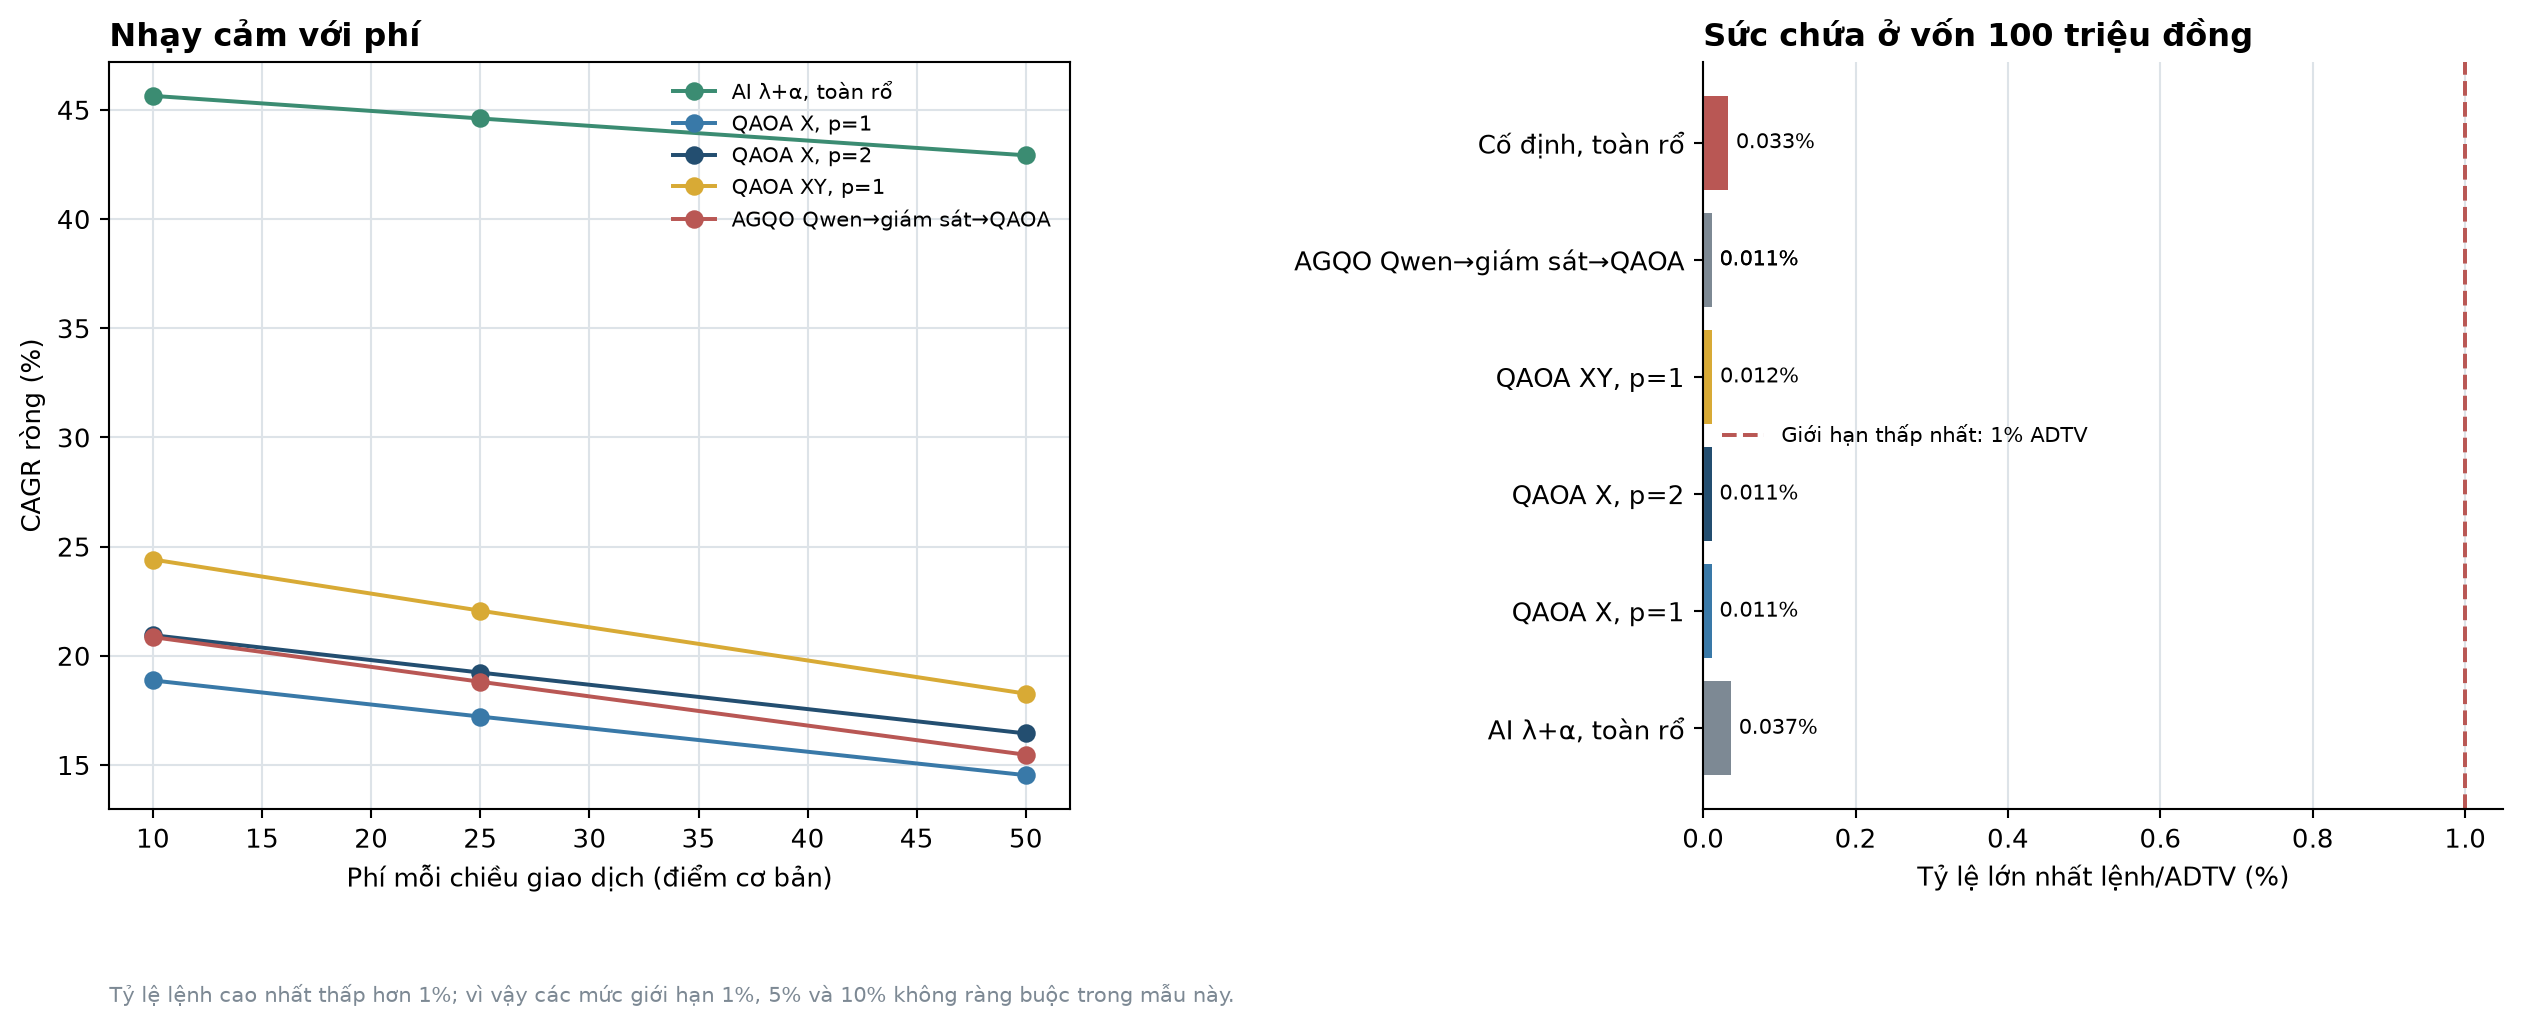 Nhạy cảm với phí
AI λ+α, toàn rổ
QAOA X, p=1
QAOA X, p=2
QAOA XY, p=1
AGQO Qwen→giám sát→QAOA
45
40
35
30
25
20
15
CAGR ròng (%)
10
15
20
25
30
35
40
45
50
Phí mỗi chiều giao dịch (điểm cơ bản)
Sức chứa ở vốn 100 triệu đồng
Cố định, toàn rổ
0.033%
AGQO Qwen→giám sát→QAOA
0.011%
QAOA XY, p=1
0.012%
Giới hạn thấp nhất: 1% ADTV
QAOA X, p=2
0.011%
QAOA X, p=1
0.011%
AI λ+α, toàn rổ
0.037%
0.0
0.2
0.4
0.6
0.8
1.0
Tỷ lệ lớn nhất lệnh/ADTV (%)
Tỷ lệ lệnh cao nhất thấp hơn 1%; vì vậy các mức giới hạn 1%, 5% và 10% không ràng buộc trong mẫu này.